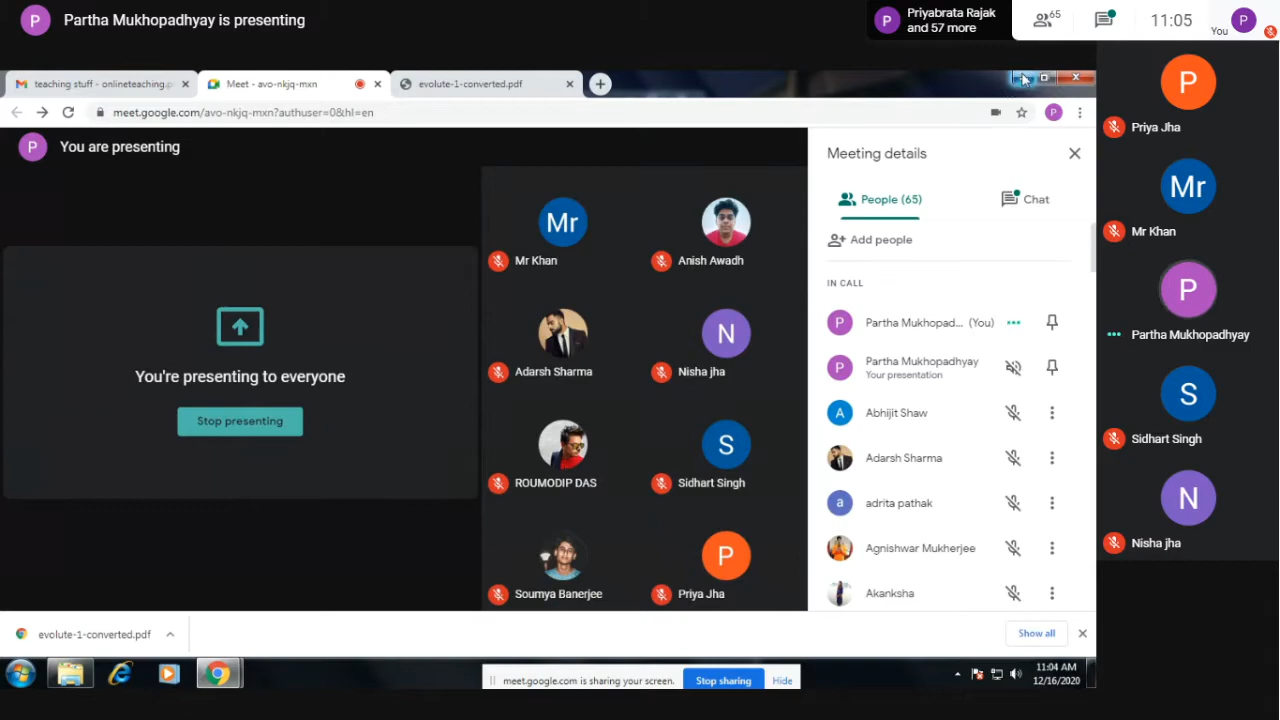 P Partha Mukhopadhyay is presenting
P Priyabrata Rajak
and 57 more
65
11:05
You P
teaching stuff - onlineteaching.p
Meet - avo-nkjq-mxn
evolute-1-converted.pdf
meet.google.com/avo-nkjq-mxn?authuser=0&hl=en
P
P You are presenting
You're presenting to everyone
Stop presenting
Mr
Mr Khan
Anish Awadh
Adarsh Sharma
N
Nisha jha
ROUMODIP DAS
S
Sidhart Singh
Soumya Banerjee
P
Priya Jha
Meeting details
People (65)
Chat
Add people
IN CALL
P Partha Mukhopad... (You)
P Partha Mukhopadhyay
Your presentation
A Abhijit Shaw
Adarsh Sharma
a adrita pathak
Agnishwar Mukherjee
Akanksha
P
Priya Jha
Mr
Mr Khan
P
Partha Mukhopadhyay
S
Sidhart Singh
N
Nisha jha
evolute-1-converted.pdf
Show all
meet.google.com is sharing your screen.
Stop sharing
Hide
11:04 AM
12/16/2020